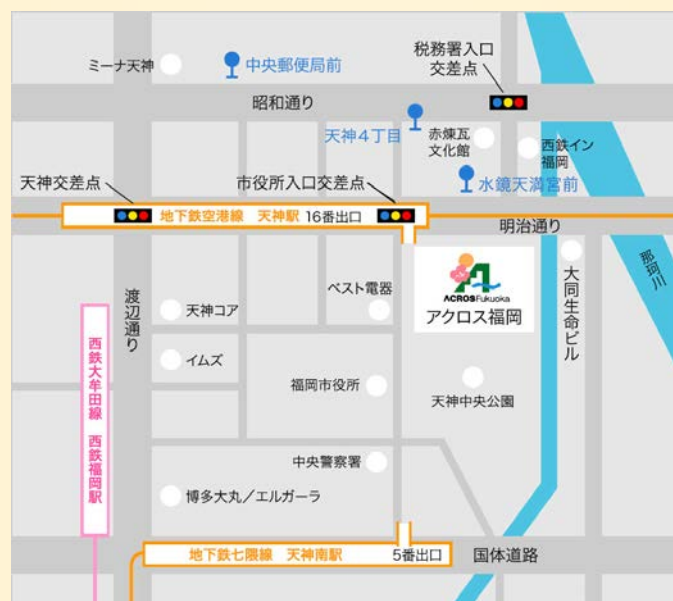 税務署入口
交差点
ミーナ天神
中央郵便局前
昭和通り
天神4丁目
赤煉瓦
文化館
西鉄イン
福岡
水鏡天満宮前
天神交差点
市役所入口交差点
地下鉄空港線 天神駅 16番出口
明治通り
那珂川
渡辺通り
天神コア
ベスト電器
ACROS Fukuoka
アクロス福岡
大同生命ビル
西鉄大牟田線 西鉄福岡駅
イムズ
福岡市役所
天神中央公園
中央警察署
博多大丸/エルガーラ
地下鉄七隈線 天神南駅 5番出口
国体道路